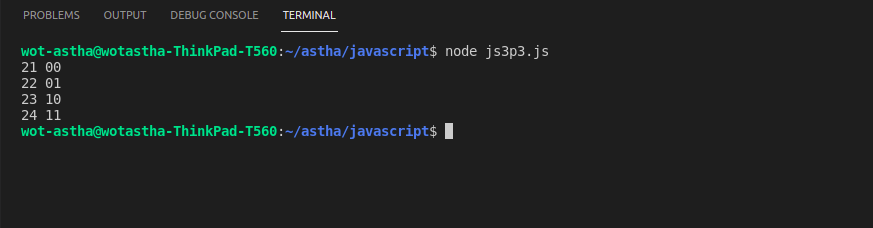 PROBLEMS OUTPUT DEBUG CONSOLE TERMINAL
wot-astha@wotastha-ThinkPad-T560:~/astha/javascript$ node js3p3.js
21 00
22 01
23 10
24 11
wot-astha@wotastha-ThinkPad-T560:~/astha/javascript$